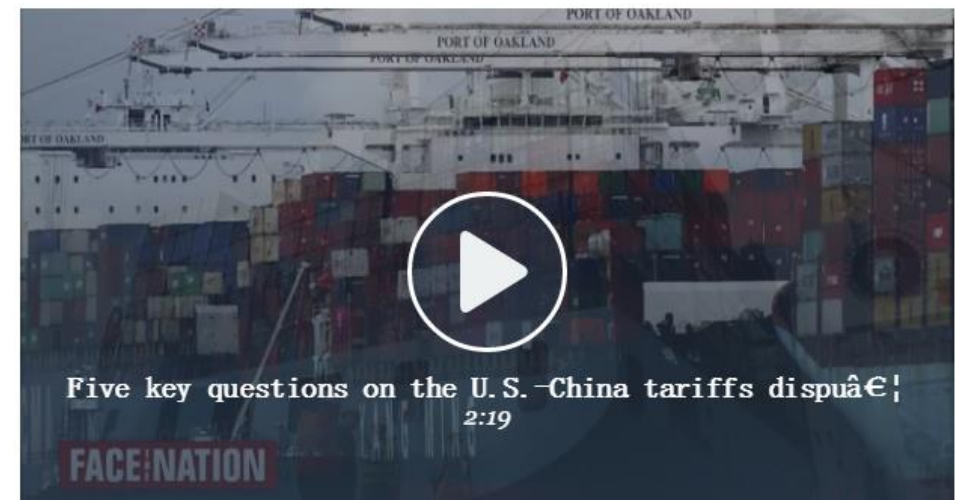 PORT OF OAKLAND
PORT OF OAKLAND
PORT OF OAKLAND
PORT OF OAKLAND
Five key questions on the U.S.-China tariffs dispuâ€¦
2:19
FACE THE NATION